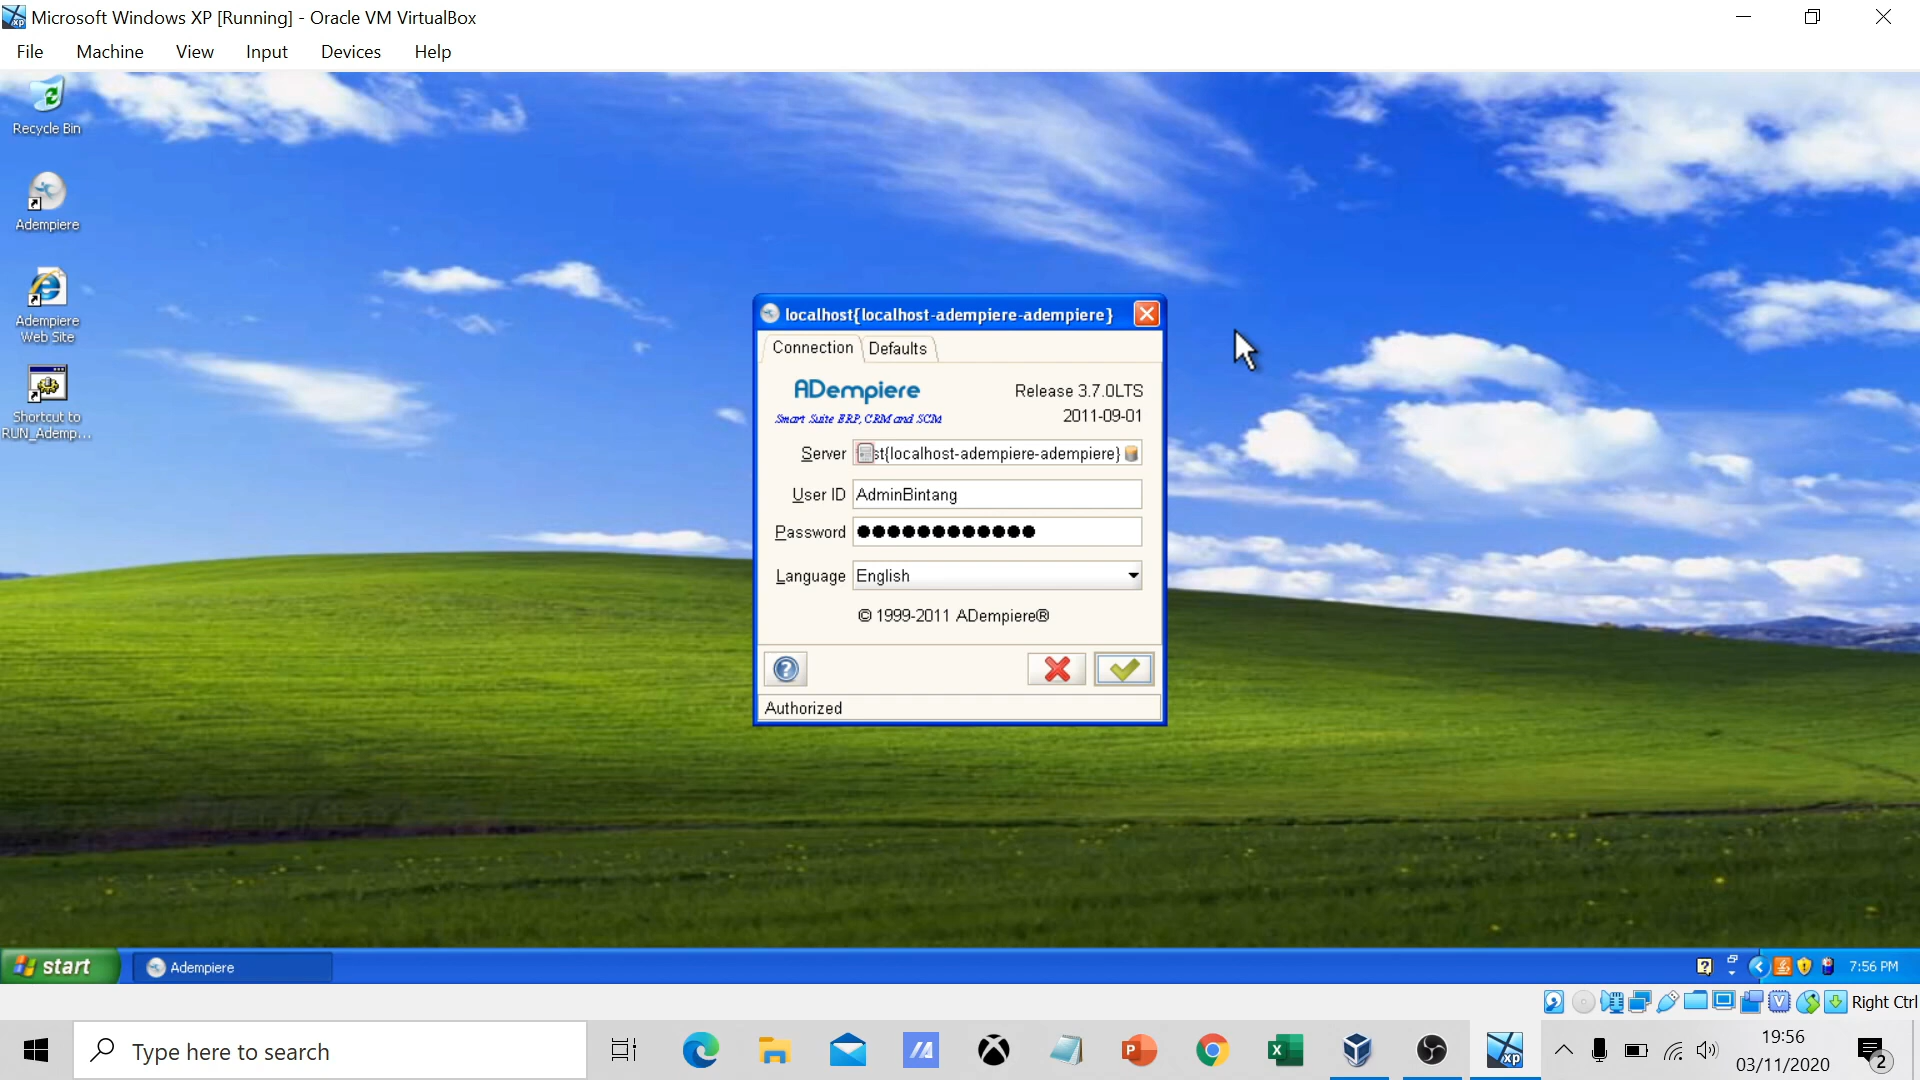 Microsoft Windows XP [Running] - Oracle VM VirtualBox
File Machine View Input Devices Help
Recycle Bin
Adempiere
Adempiere
Web Site
Shortcut to
RUN_Ademp...
localhost{localhost-adempiere-adempiere}
Connection Defaults
ADempiere Release 3.7.0LTS
Smart Suite ERP, CRM and SCM 2011-09-01
Server st{localhost-adempiere-adempiere}
User ID AdminBintang
Password ●●●●●●●●●●●●
Language English
© 1999-2011 ADempiere®
Authorized
start Adempiere 7:56 PM
Right Ctrl
Type here to search
19:56
03/11/2020
2